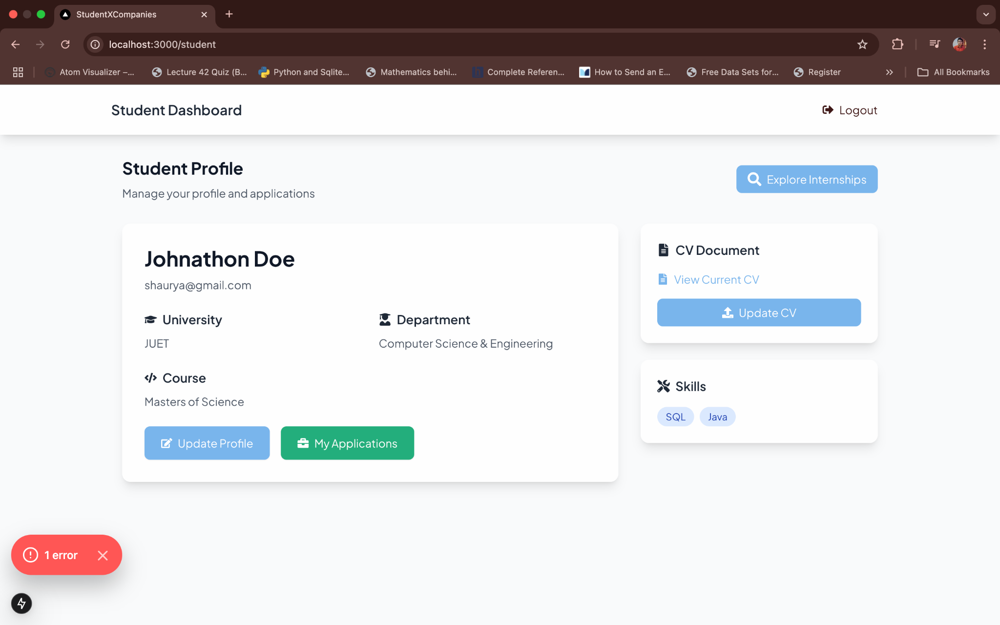 StudentXCompanies
localhost:3000/student
Atom Visualizer –... Lecture 42 Quiz (B... Python and Sqlite... Mathematics behi... Complete Referen... How to Send an E... Free Data Sets for... Register All Bookmarks
Student Dashboard
Logout
Student Profile
Manage your profile and applications
Explore Internships
Johnathon Doe
shaurya@gmail.com
University
JUET
Department
Computer Science & Engineering
Course
Masters of Science
Update Profile
My Applications
CV Document
View Current CV
Update CV
Skills
SQL Java
1 error